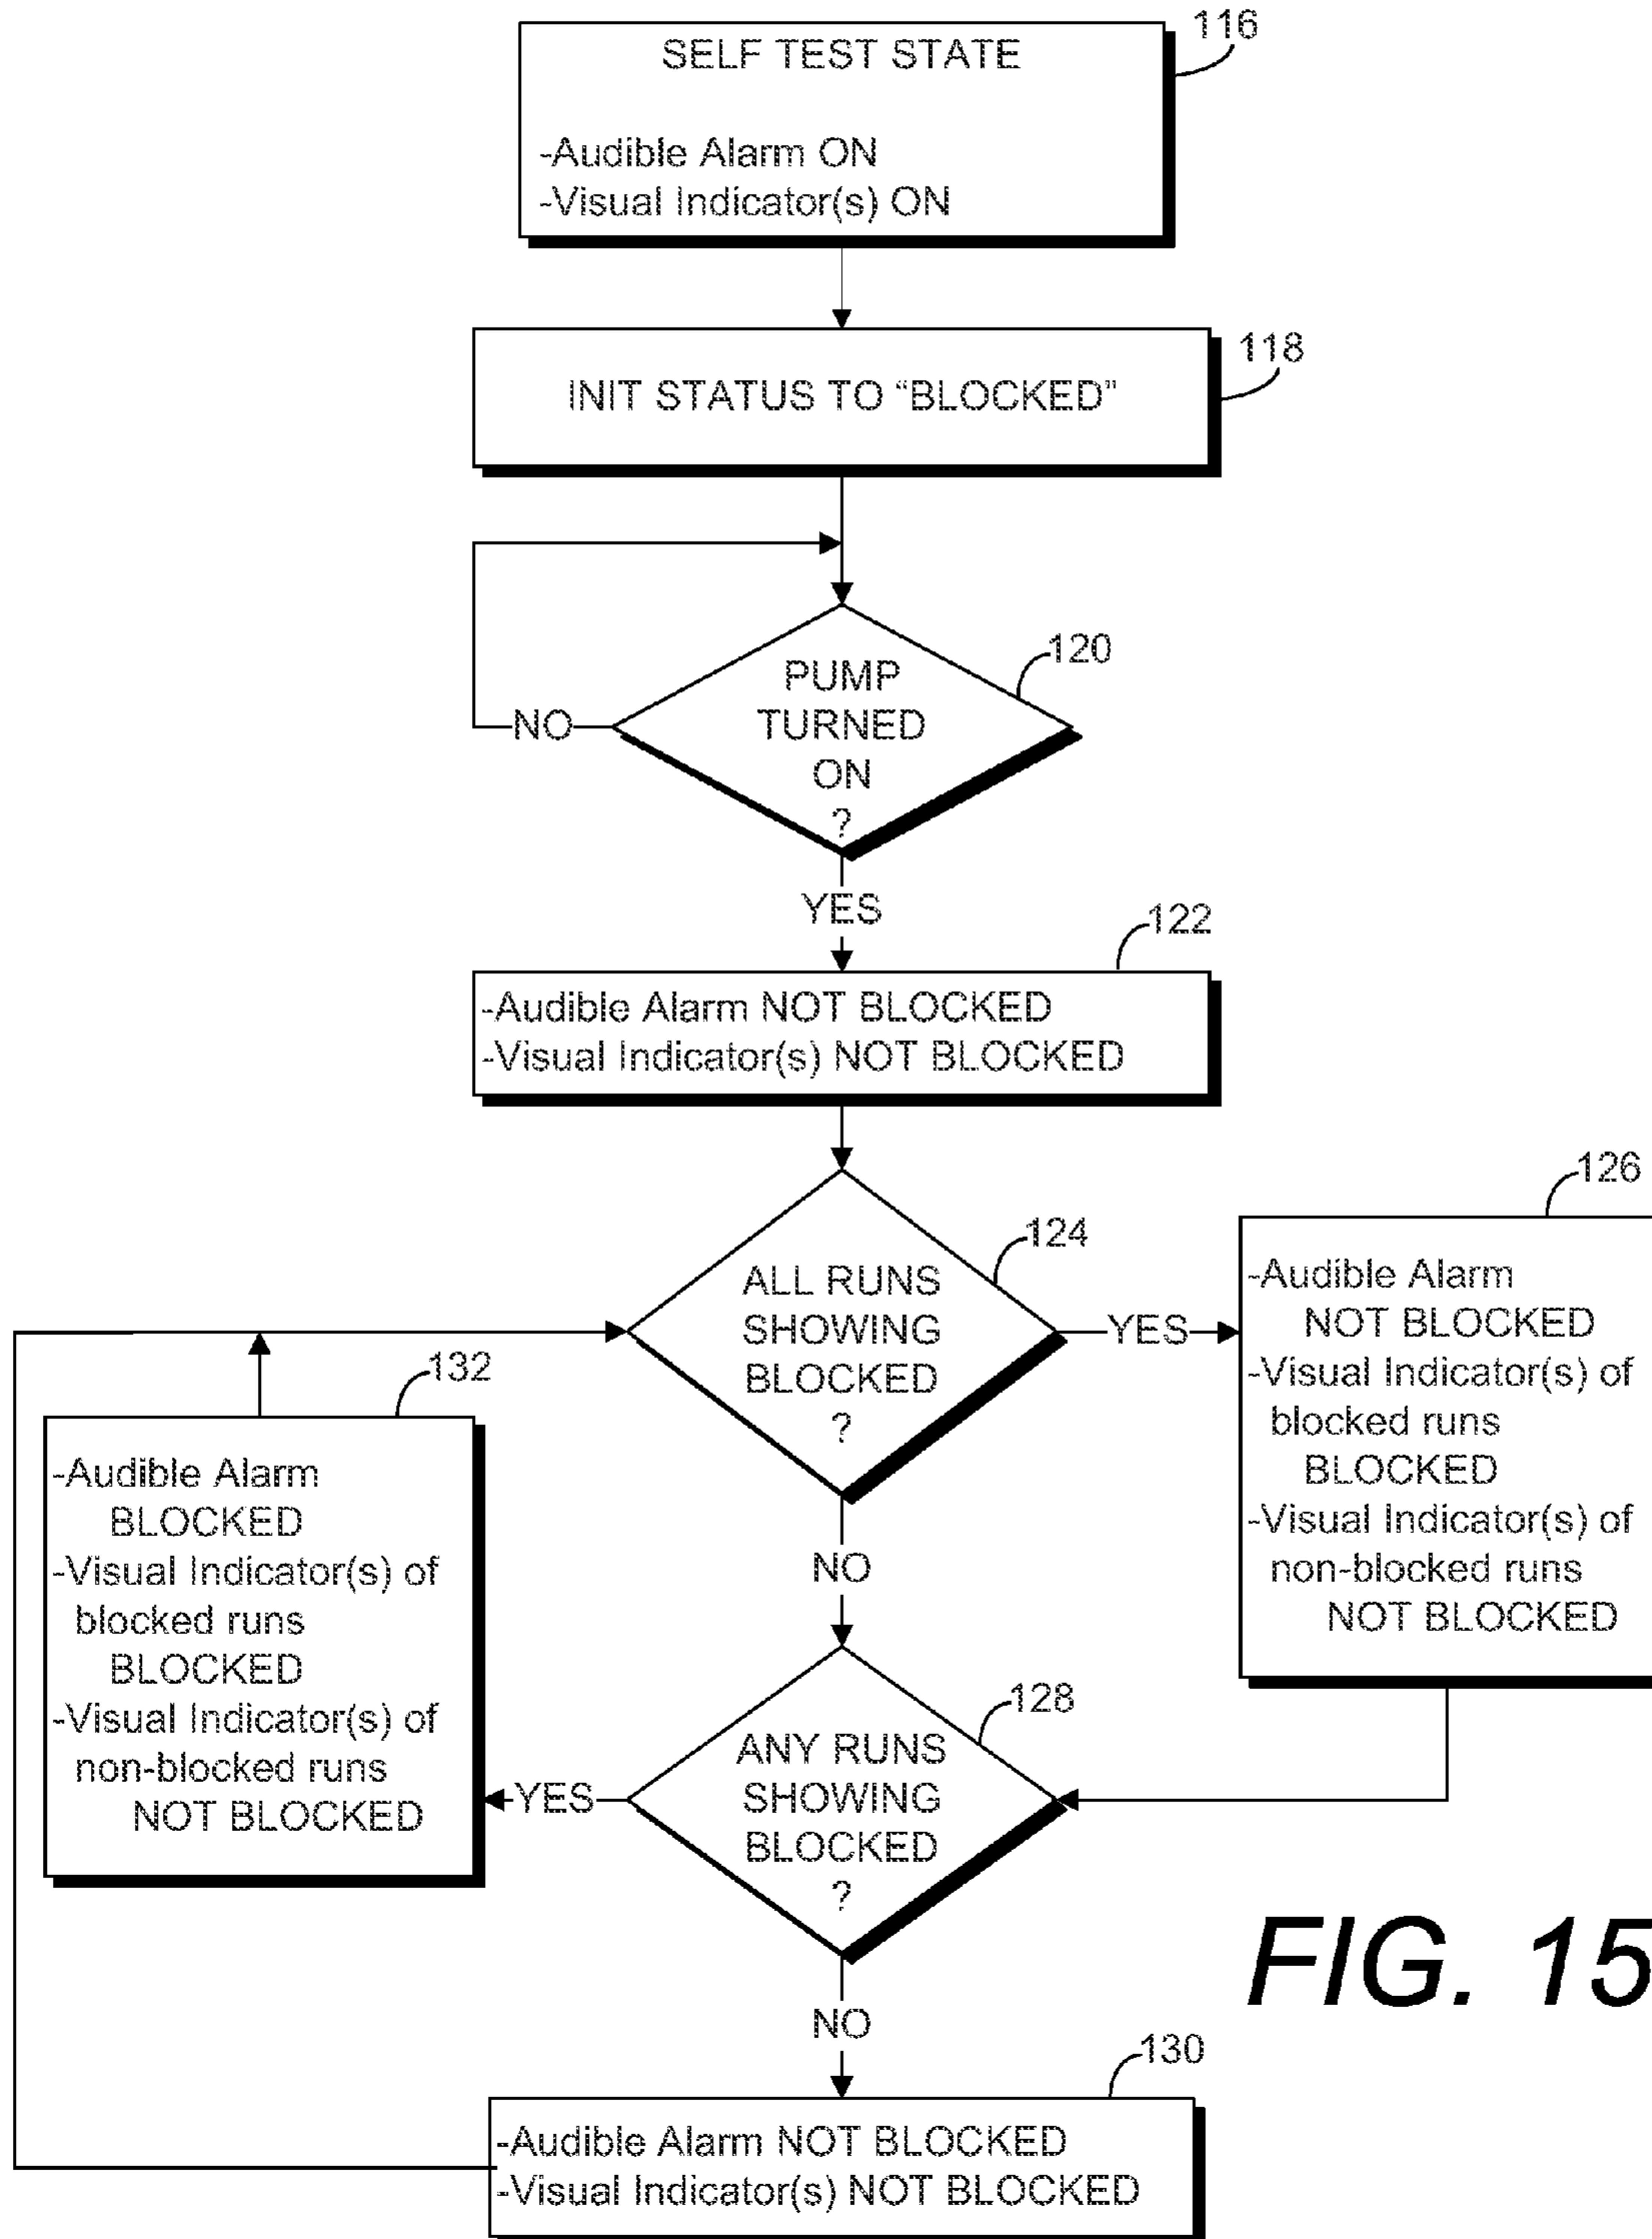 116
SELF TEST STATE
-Audible Alarm ON
-Visual Indicator(s) ON
118
INIT STATUS TO “BLOCKED”
120
PUMP
TURNED
ON
?
NO
YES
122
-Audible Alarm NOT BLOCKED
-Visual Indicator(s) NOT BLOCKED
124
ALL RUNS
SHOWING
BLOCKED
?
YES
NO
126
-Audible Alarm
NOT BLOCKED
-Visual Indicator(s) of
blocked runs
BLOCKED
-Visual Indicator(s) of
non-blocked runs
NOT BLOCKED
132
-Audible Alarm
BLOCKED
-Visual Indicator(s) of
blocked runs
BLOCKED
-Visual Indicator(s) of
non-blocked runs
NOT BLOCKED
128
ANY RUNS
SHOWING
BLOCKED
?
YES
NO
130
-Audible Alarm NOT BLOCKED
-Visual Indicator(s) NOT BLOCKED
FIG. 15